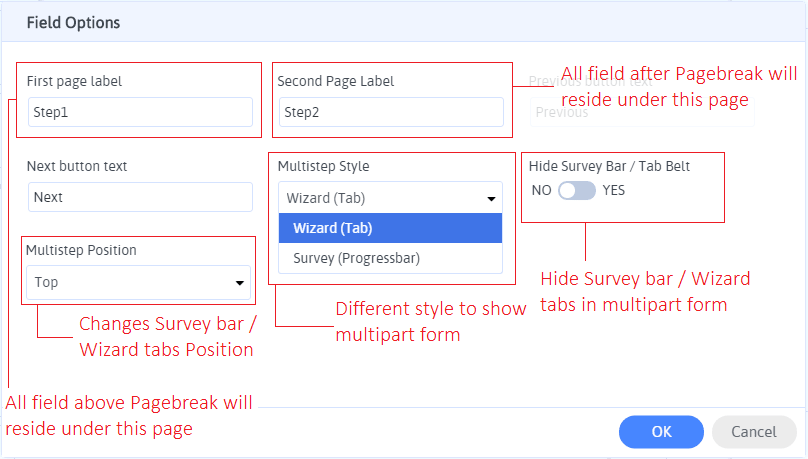 Field Options
First page label
Step1
Second Page Label
Step2
Previous button text
Previous
All field after Pagebreak will
reside under this page
Next button text
Next
Multistep Style
Wizard (Tab)
Wizard (Tab)
Survey (Progressbar)
Hide Survey Bar / Tab Belt
NO YES
Multistep Position
Top
Changes Survey bar /
Wizard tabs Position
Different style to show
multipart form
Hide Survey bar / Wizard
tabs in multipart form
All field above Pagebreak will
reside under this page
OK
Cancel